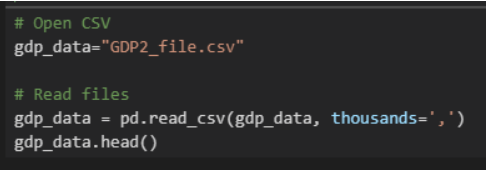 # Open CSV
gdp_data="GDP2_file.csv"
# Read files
gdp_data = pd.read_csv(gdp_data, thousands=',')
gdp_data.head()